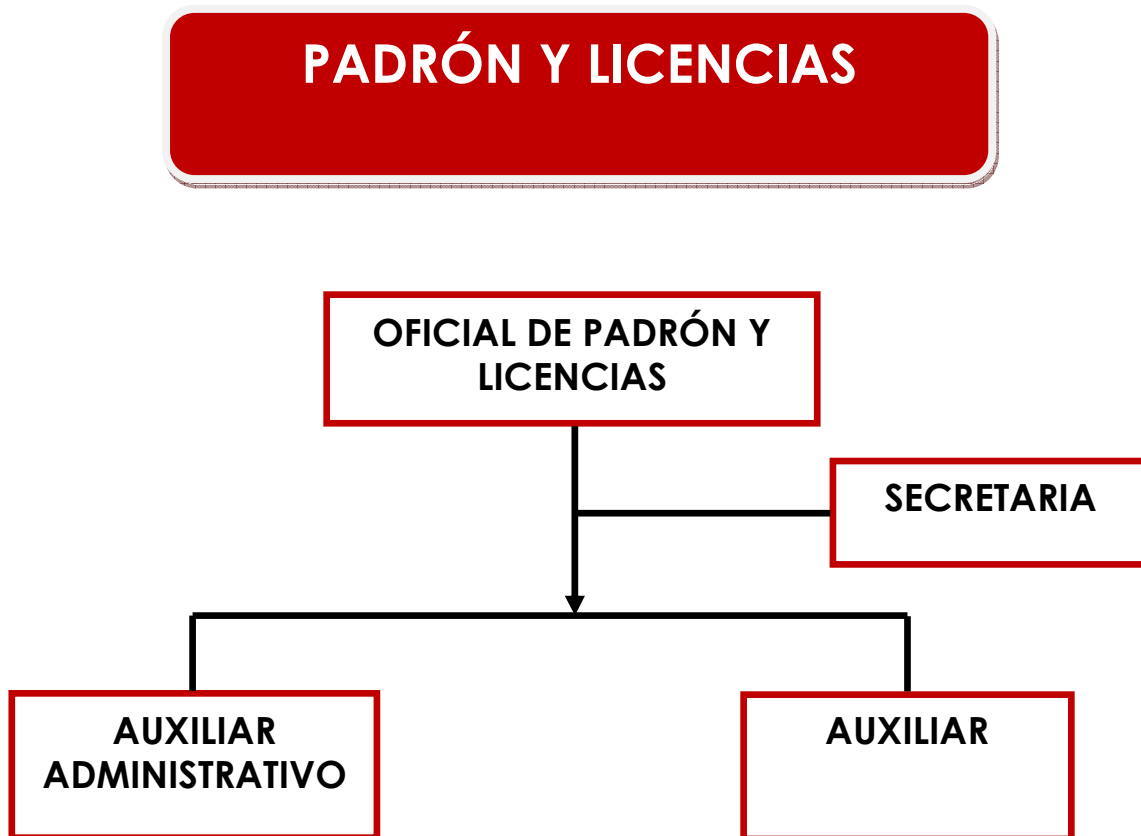 PADRÓN Y LICENCIAS
OFICIAL DE PADRÓN Y
LICENCIAS
SECRETARIA
AUXILIAR
ADMINISTRATIVO
AUXILIAR